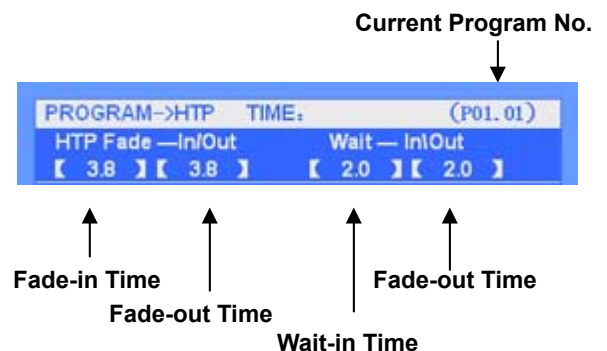 Current Program No.
PROGRAM->HTP TIME: (P01.01)
HTP Fade —In/Out Wait — In\Out
【 3.8 】【 3.8 】 【 2.0 】【 2.0 】
Fade-in Time Fade-out Time
Fade-out Time
Wait-in Time